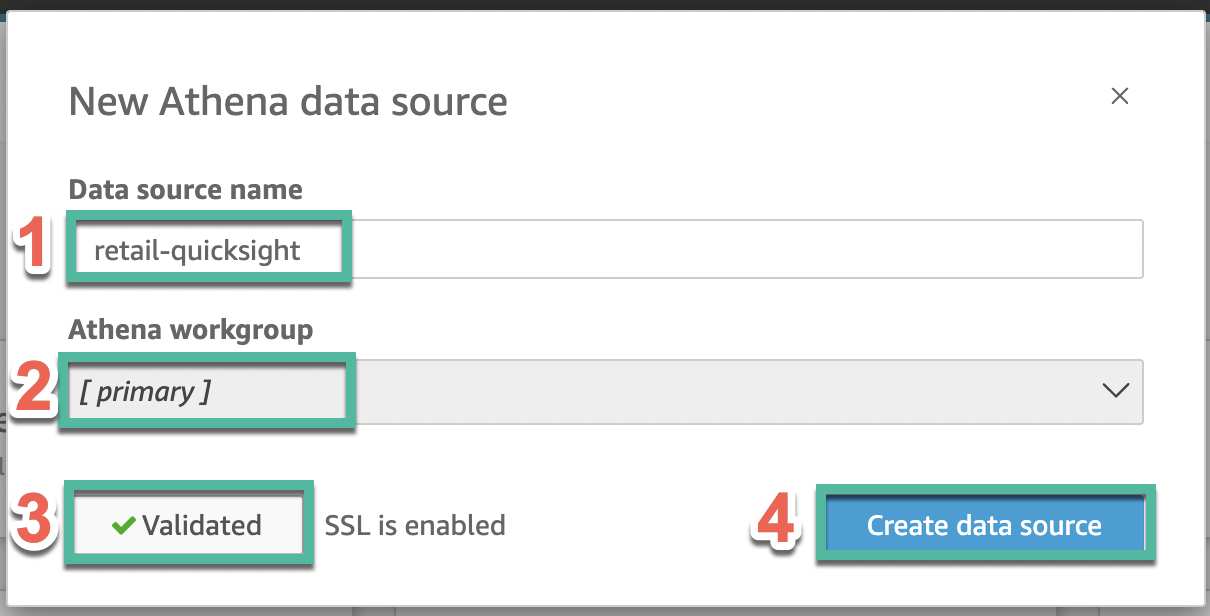 New Athena data source
Data source name
1
retail-quicksight
Athena workgroup
2
[ primary ]
3
Validated
SSL is enabled
4
Create data source